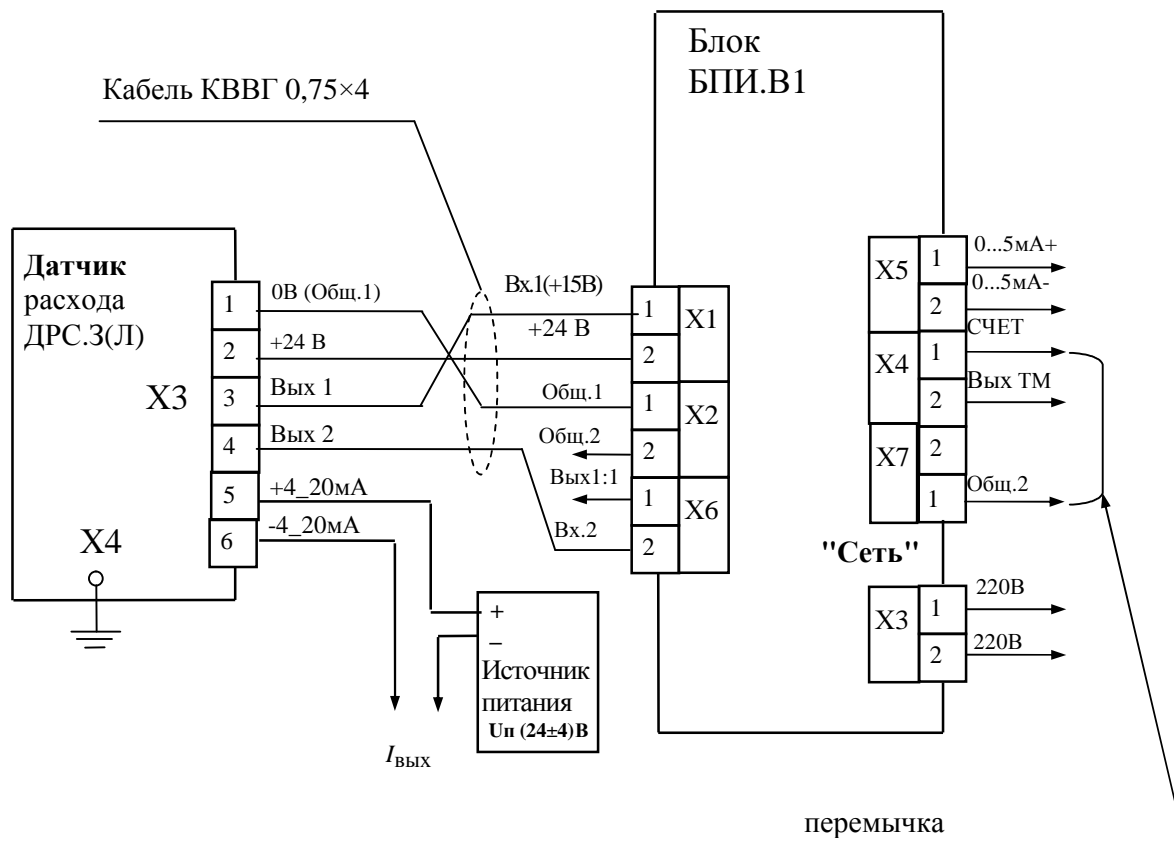 Блок
БПИ.В1
Кабель КВВГ 0,75×4
Датчик
расхода
ДРС.З(Л)
X3
X4
1
2
3
4
5
6
0В (Общ.1)
+24 В
Вых 1
Вых 2
+4_20мА
-4_20мА
Вх.1(+15В)
+24 В
Общ.1
Общ.2
Вых1:1
Вх.2
1
2
1
2
1
2
X1
X2
X6
X5
X4
X7
1
2
1
2
2
1
0...5мА+
0...5мА-
СЧЕТ
Вых ТМ
Общ.2
"Сеть"
X3
1
2
220В
220В
+
–
Источник
питания
Uп (24±4)В
Iвых
перемычка